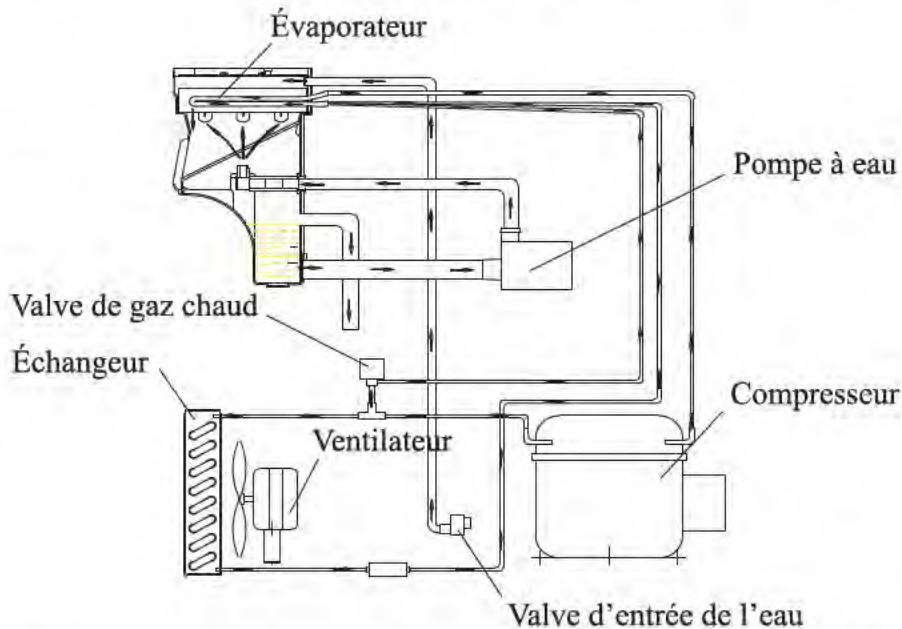 Évaporateur
Pompe à eau
Valve de gaz chaud
Échangeur
Compresseur
Ventilateur
Valve d'entrée de l'eau